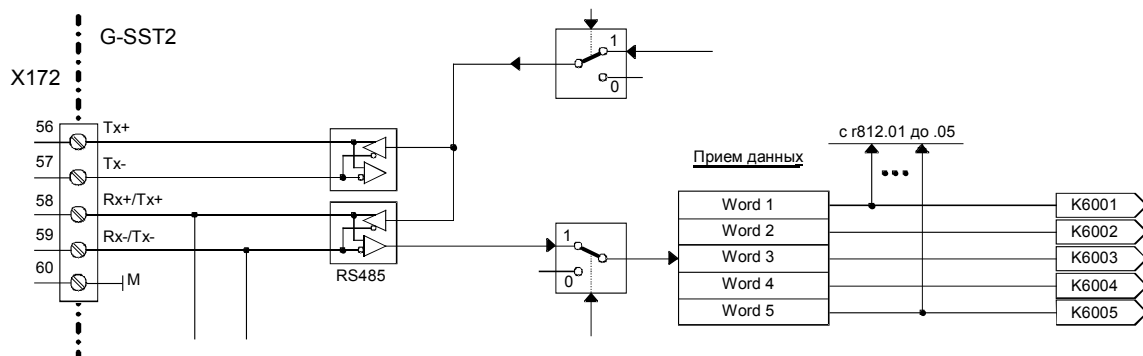 G-SST2
X172
1
0
56 Tx+
57 Tx-
58 Rx+/Tx+
59 Rx-/Tx-
60 M
RS485
1
0
с r812.01 до .05
Прием данных
Word 1 K6001
Word 2 K6002
Word 3 K6003
Word 4 K6004
Word 5 K6005